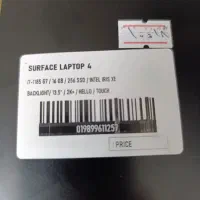 SURFACE LAPTOP 4
i7-1185 G7 / 16 GB / 256 SSD / INTEL IRIS XE
BACKLIGHT/ 13.5" / 2K+ / HELLO / TOUCH
0198996112517
PRICE